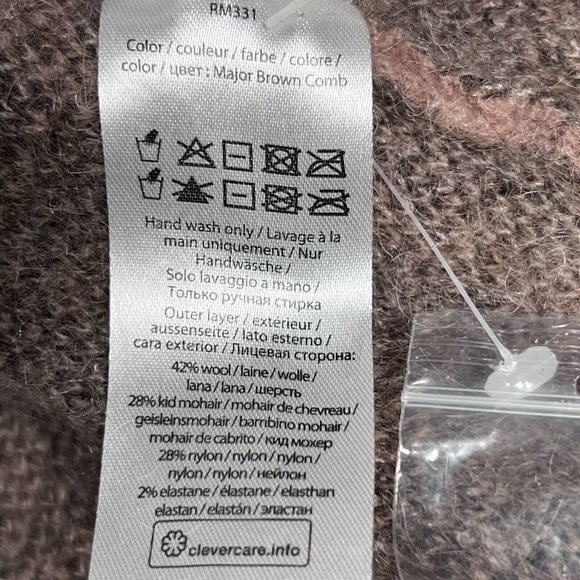 RM331
Color / couleur / farbe / colore /
color / цвет : Major Brown Comb
Hand wash only / Lavage à la
main uniquement / Nur
Handwäsche /
Solo lavaggio a mano /
Только ручная стирка
Outer layer / extérieur /
aussenseite / lato esterno /
cara exterior / Лицевая сторона:
42% wool / laine / wolle /
lana / lana / шерсть
28% kid mohair / mohair de chevreau /
geisleinsmohair / bambino mohair /
mohair de cabrito / кид мохер
28% nylon / nylon / nylon /
nylon / nylon / нейлон
2% elastane / élastane / elasthan
elastan / elastán / эластан
clevercare.info